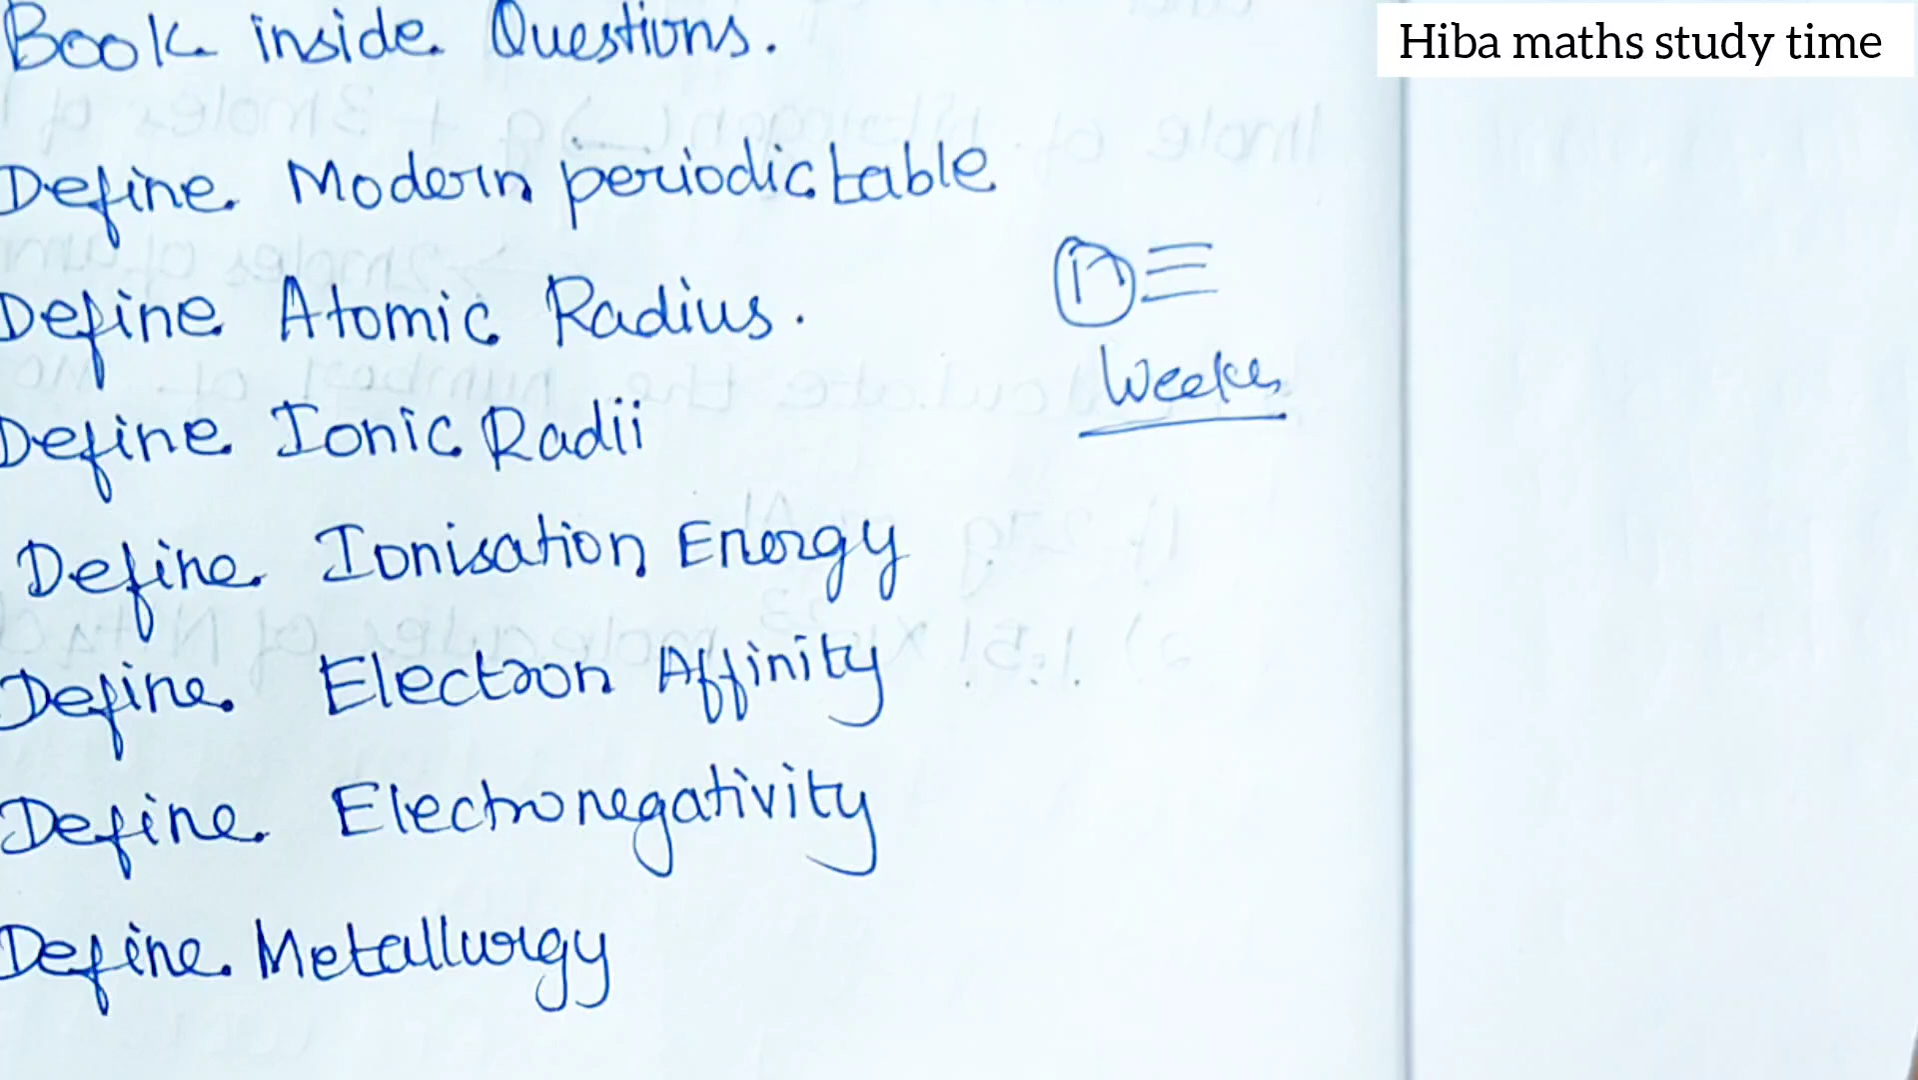 Hiba maths study time
Book inside Questions.
Define Modern periodic table
Define Atomic Radius.
Define Ionic Radii
Define Ionisation Energy
Define Electron Affinity
Define Electronegativity
Define Metallurgy
Weeks